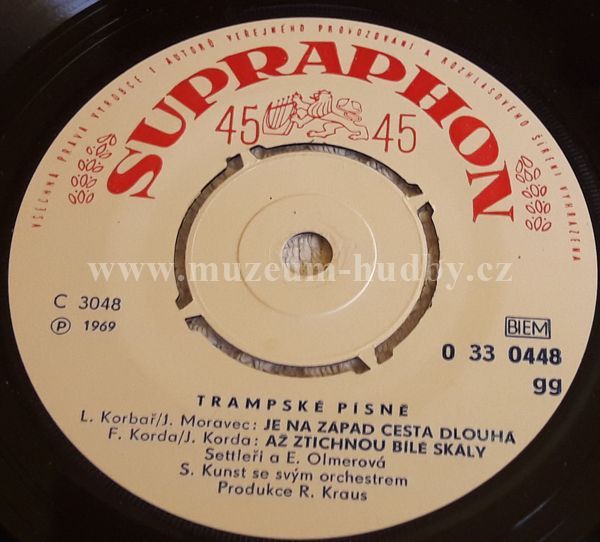 VŠECHNA PRÁVA VÝROBCE I AUTORŮ VEŘEJNÉHO PROVOZOVÁNÍ A ROZHLASOVÉHO ŠÍŘENÍ VYHRAZENA
SUPRAPHON
45 45
www.muzeum-hudby.cz
C 3048
Ⓟ 1969
BIEM
0 33 0448
gg
TRAMPSKÉ PÍSNĚ
L. Korbař/J. Moravec: JE NA ZÁPAD CESTA DLOUHÁ
F. Korda/J. Korda: AŽ ZTICHNOU BÍLÉ SKÁLY
Settleři a E. Olmerová
S. Kunst se svým orchestrem
Produkce R. Kraus